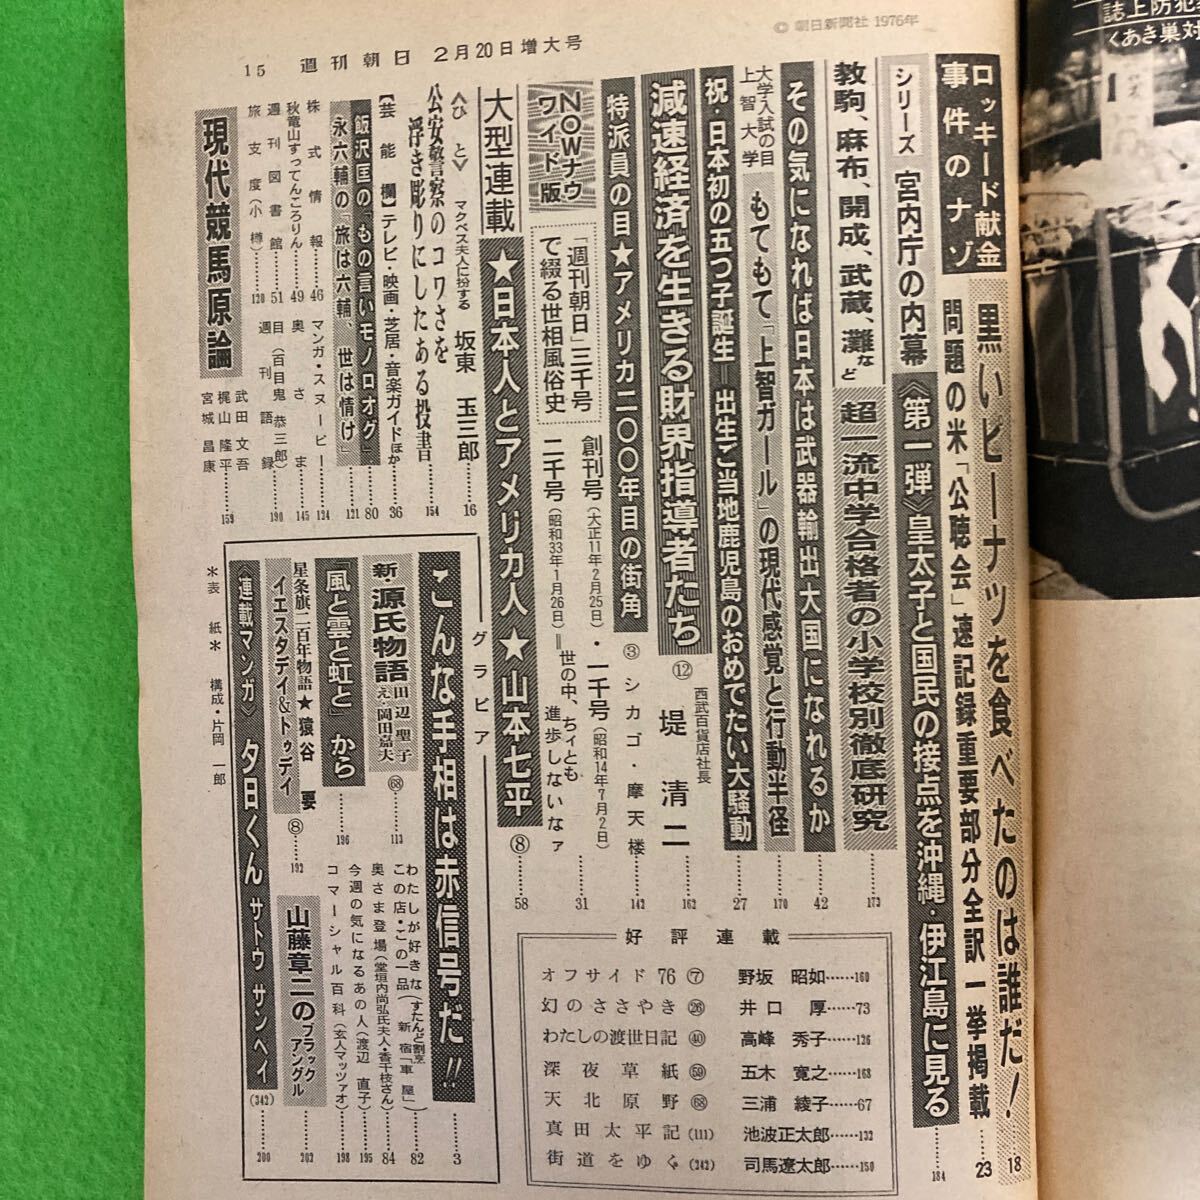 © 朝日新聞社 1976年
15 週刊朝日 2月20日増大号
ロッキード献金事件のナゾ
黒いピーナッツを食べたのは誰だ!……18
問題の米「公聴会」速記録重要部分全訳一挙掲載……23
シリーズ 宮内庁の内幕
《第一弾》皇太子と国民の接点を沖縄・伊江島に見る……184
教駒、麻布、開成、武蔵、灘など
超一流中学合格者の小学校別徹底研究……173
その気になれば日本は武器輸出大国になれるか……42
大学入試の目
上智大学
もてもて「上智ガール」の現代感覚と行動半径……170
祝・日本初の五つ子誕生=出生ご当地鹿児島のおめでたい大騒動……27
減速経済を生きる財界指導者たち ⑫ 西武百貨店社長 堤 清二……162
特派員の目★アメリカ二〇〇年目の街角 ③シカゴ・摩天楼……142
NOWナウ ワイド版
「週刊朝日」三千号で綴る世相風俗史
創刊号(大正11年2月25日)・一千号(昭和14年7月2日)
二千号(昭和33年1月26日)=世の中、ちィとも進歩しないなァ……31
大型連載
★日本人とアメリカ人★山本七平 ⑧……58
《ひと》 マクベス夫人に扮する 坂東 玉三郎……16
公安警察のコワさを浮き彫りにしたある投書……154
【芸能欄】テレビ・映画・芝居・音楽ガイドほか……36
飯沢匡の「もの言いモノロオグ」……80
永六輔の「旅は六輔、世は情け」……121
株式情報……46
マンガ・スヌーピー……124
秋竜山すってんころりん……49
奥さま……145
週刊図書館……51
目(百目鬼恭三郎)……190
旅支度(小樽)……120
週刊語録
現代競馬原論
武田文吾
梶山隆平……159
宮城昌康
グラビア
こんな手相は赤信号だ!!……3
新・源氏物語 田辺聖子 え・岡田嘉夫 68……113
「風と雲と虹と」から……196
星条旗二百年物語★猿谷 要
イエスタデイ&トゥデイ ⑧……192
《連載マンガ》夕日くん サトウ サンペイ (342)……200
わたしが好きなこの店・この一品(すたんど割烹 新宿「車屋」)……82
奥さま登場(堂垣内尚弘氏夫人・香千枝さん)……84
今週の気になるあの人(渡辺直子)……195
コマーシャル百科(玄人マッツァオ)……198
山藤章二のブラックアングル……202
*表紙* 構成・片岡一郎
好評連載
オフサイド76 ⑦ 野坂 昭如……160
幻のささやき ㉖ 井口 厚……73
わたしの渡世日記 ㊵ 高峰 秀子……126
深夜草紙 59 五木 寛之……168
天北原野 68 三浦 綾子……67
真田太平記 (111) 池波正太郎……132
街道をゆく (242) 司馬遼太郎……150